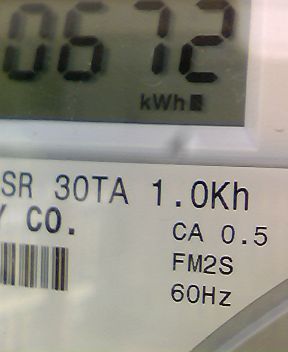 0672
kWh
SR 30TA 1.0Kh
Y CO.
CA 0.5
FM2S
60Hz